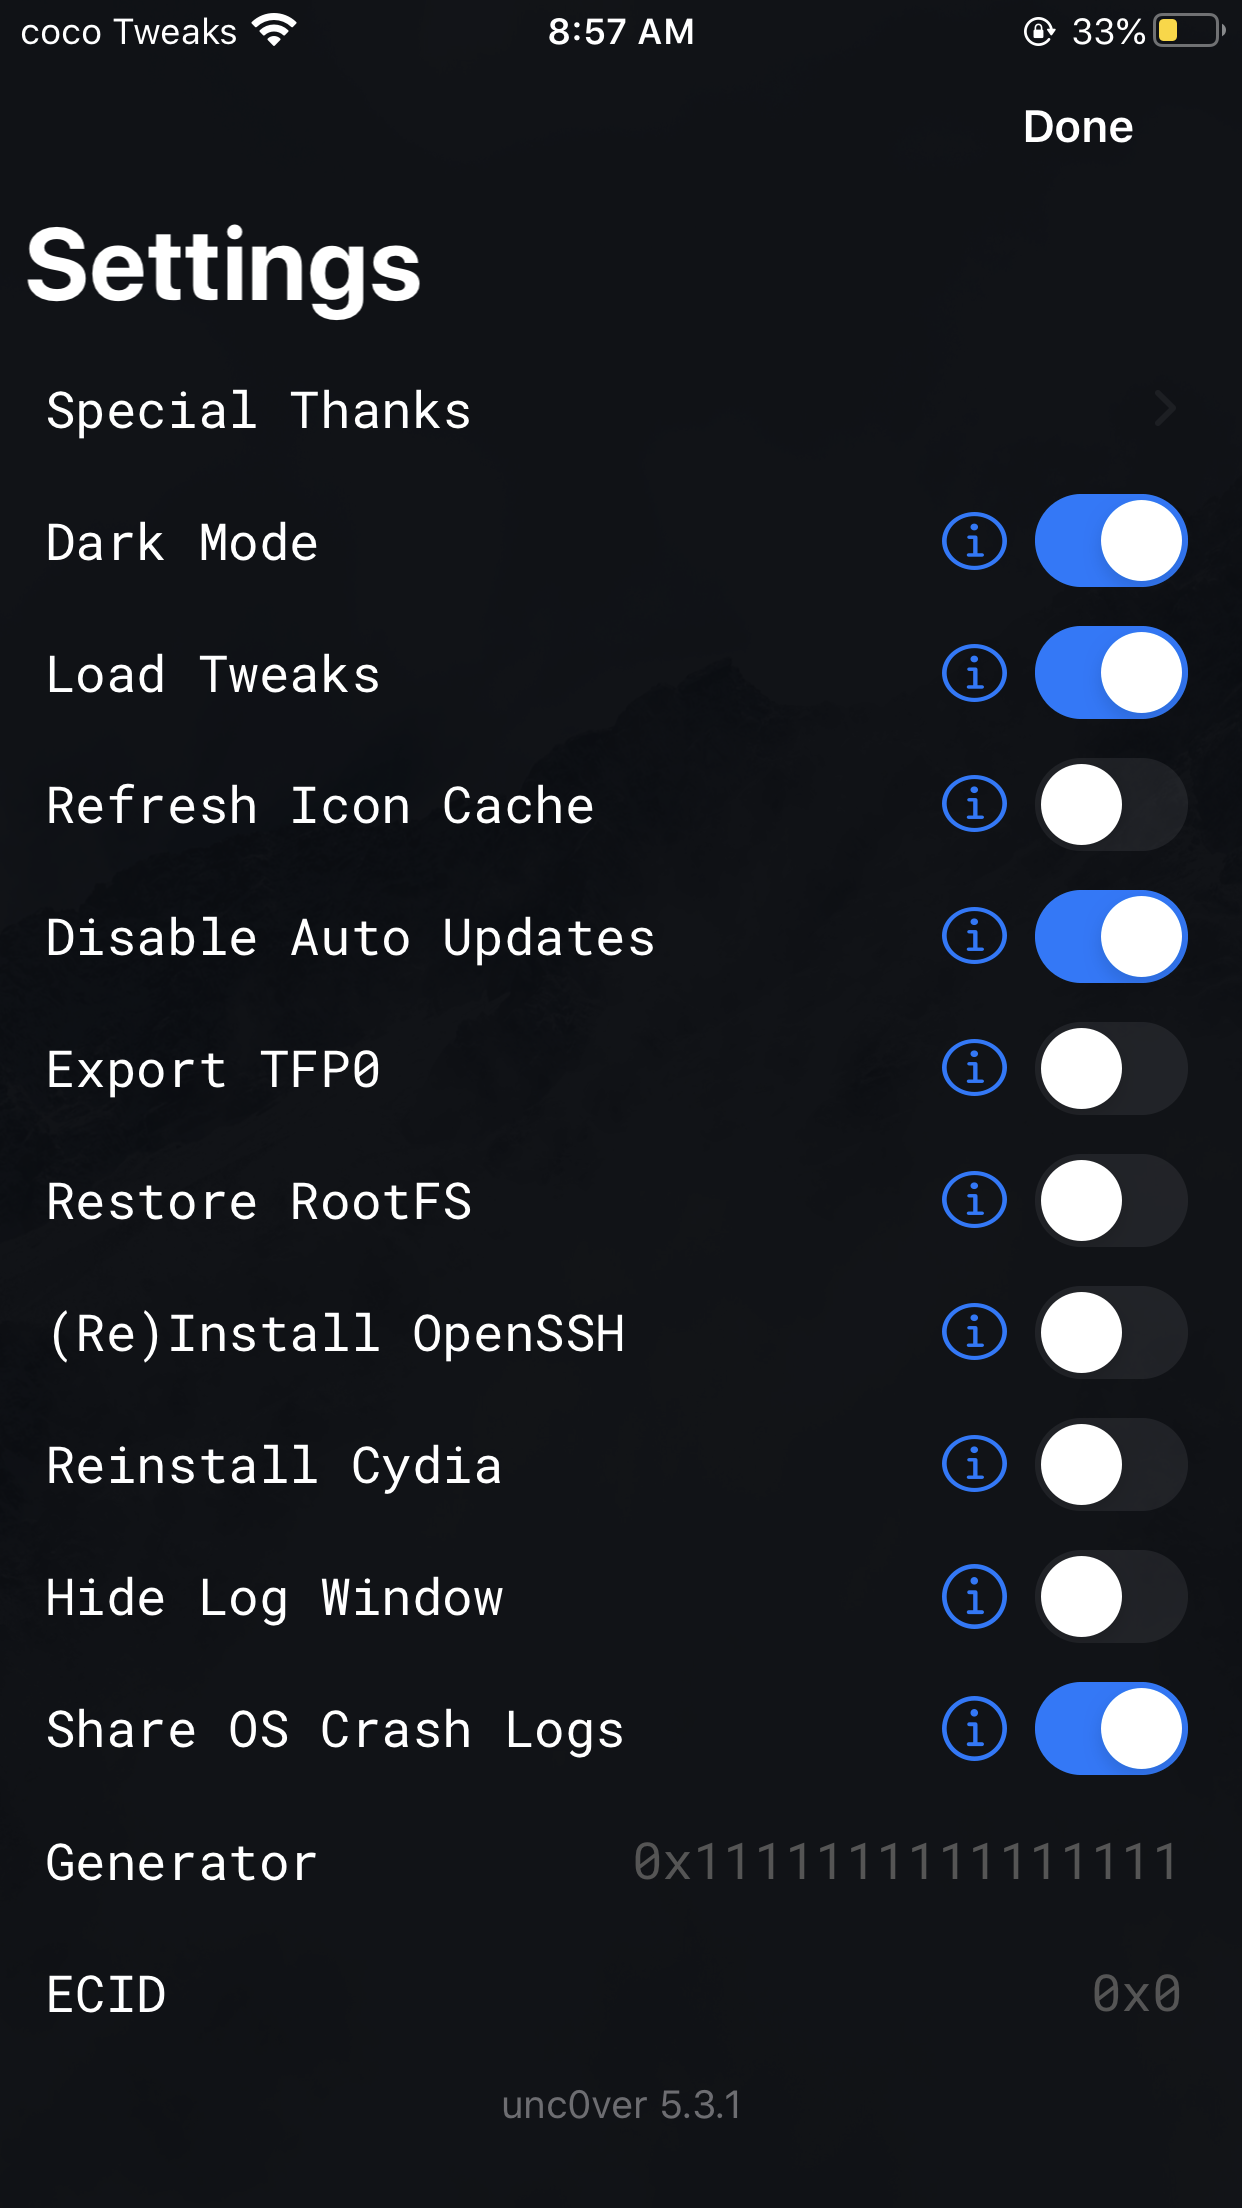 coco Tweaks 8:57 AM 33%
Done
Settings
Special Thanks
Dark Mode
Load Tweaks
Refresh Icon Cache
Disable Auto Updates
Export TFP0
Restore RootFS
(Re)Install OpenSSH
Reinstall Cydia
Hide Log Window
Share OS Crash Logs
Generator 0x1111111111111111
ECID 0x0
unc0ver 5.3.1